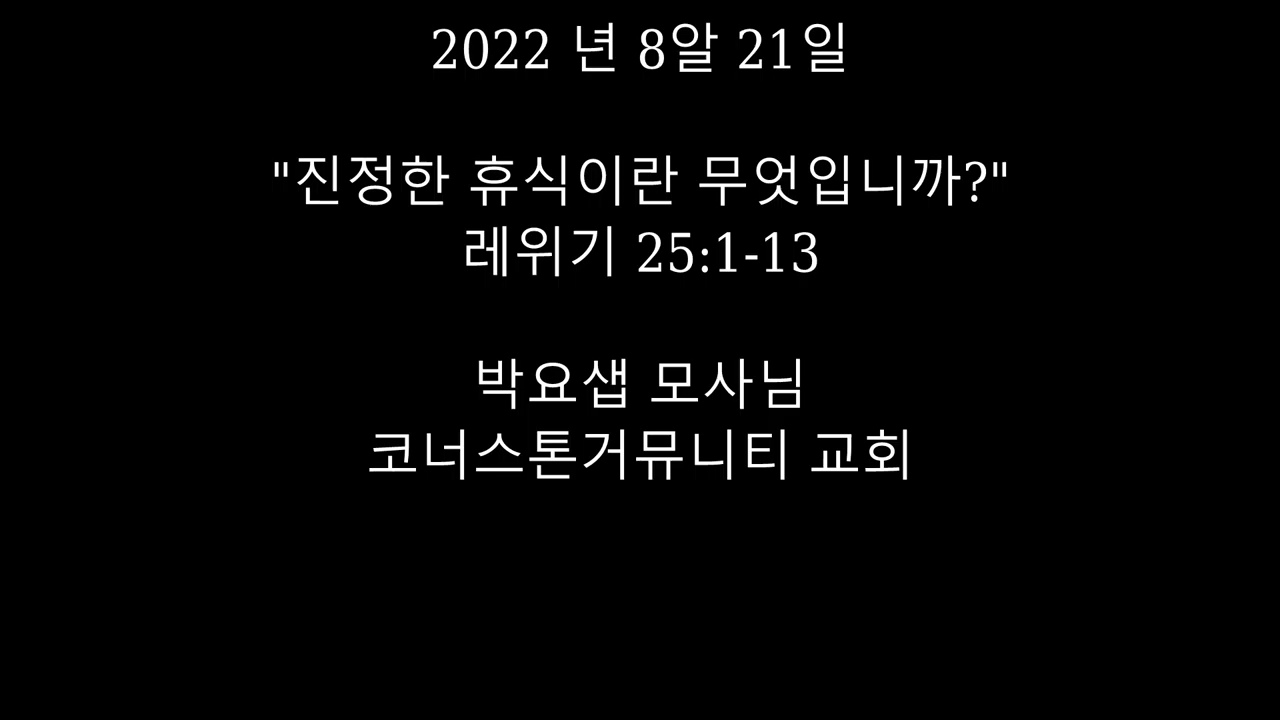 2022 년 8알 21일
"진정한 휴식이란 무엇입니까?"
레위기 25:1-13
박요샙 모사님
코너스톤거뮤니티 교회